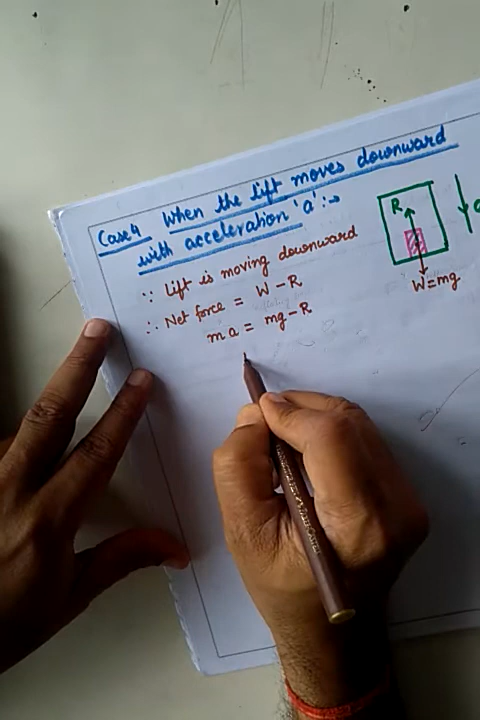 Case 4 When the lift moves downward
with acceleration 'a' :→
∵ lift is moving downward
∴ Net force = W - R
ma = mg - R
R
a
W=mg